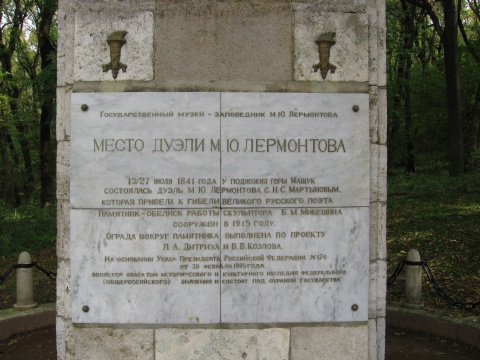 Государственный музей - заповедник М.Ю. Лермонтова
МЕСТО ДУЭЛИ М.Ю. ЛЕРМОНТОВА
15/27 июля 1841 года у подножия горы Машук
состоялась дуэль М.Ю. Лермонтова с Н.С. Мартыновым,
которая привела к гибели великого русского поэта
Памятник-обелиск работы скульптора Б.М. Микешина
сооружен в 1915 году.
Ограда вокруг памятника выполнена по проекту
Л.А. Дитриха и В.В. Козлова.
На основании Указа Президента Российской Федерации №176
от 20 февраля 1995 года
является объектом исторического и культурного наследия федерального
(общероссийского) значения и состоит под охраной государства